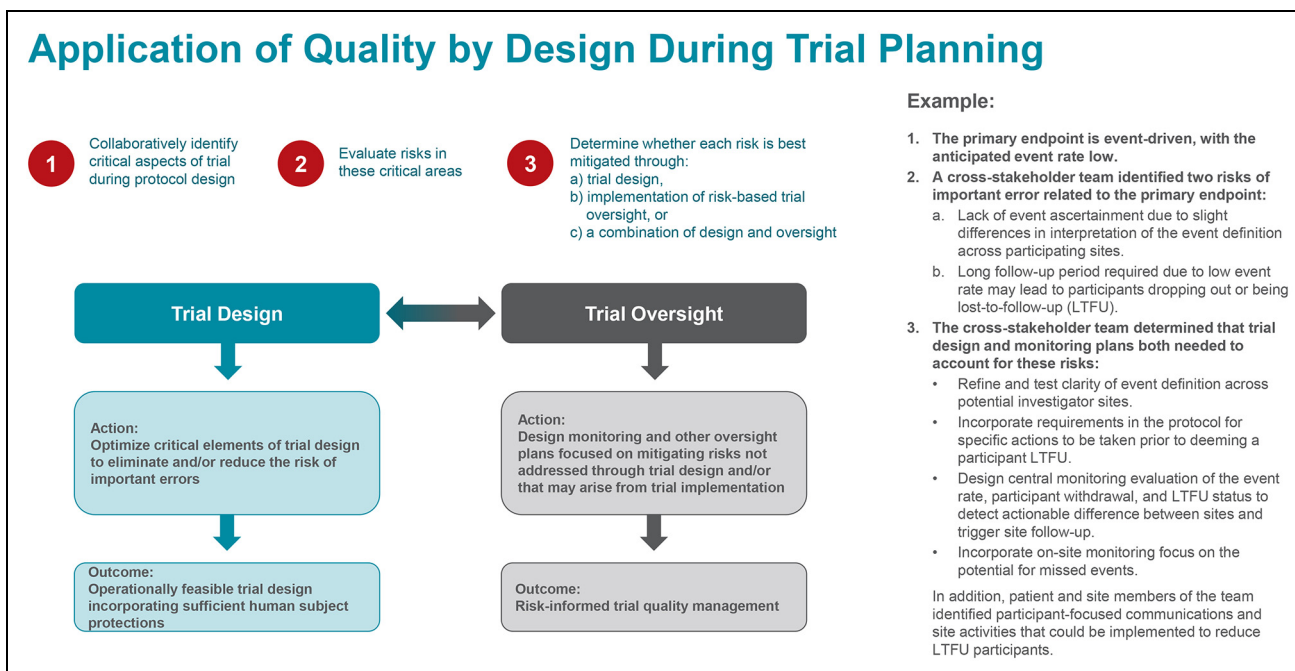 Application of Quality by Design During Trial Planning
1
Collaboratively identify
critical aspects of trial
during protocol design
2
Evaluate risks in
these critical areas
3
Determine whether each risk is best
mitigated through:
a) trial design,
b) implementation of risk-based trial
oversight, or
c) a combination of design and oversight
Trial Design
Trial Oversight
Action:
Optimize critical elements of trial design
to eliminate and/or reduce the risk of
important errors
Action:
Design monitoring and other oversight
plans focused on mitigating risks not
addressed through trial design and/or
that may arise from trial implementation
Outcome:
Operationally feasible trial design
incorporating sufficient human subject
protections
Outcome:
Risk-informed trial quality management
Example:
1. The primary endpoint is event-driven, with the
anticipated event rate low.
2. A cross-stakeholder team identified two risks of
important error related to the primary endpoint:
a. Lack of event ascertainment due to slight
differences in interpretation of the event definition
across participating sites.
b. Long follow-up period required due to low event
rate may lead to participants dropping out or being
lost-to-follow-up (LTFU).
3. The cross-stakeholder team determined that trial
design and monitoring plans both needed to
account for these risks:
• Refine and test clarity of event definition across
potential investigator sites.
• Incorporate requirements in the protocol for
specific actions to be taken prior to deeming a
participant LTFU.
• Design central monitoring evaluation of the event
rate, participant withdrawal, and LTFU status to
detect actionable difference between sites and
trigger site follow-up.
• Incorporate on-site monitoring focus on the
potential for missed events.
In addition, patient and site members of the team
identified participant-focused communications and
site activities that could be implemented to reduce
LTFU participants.